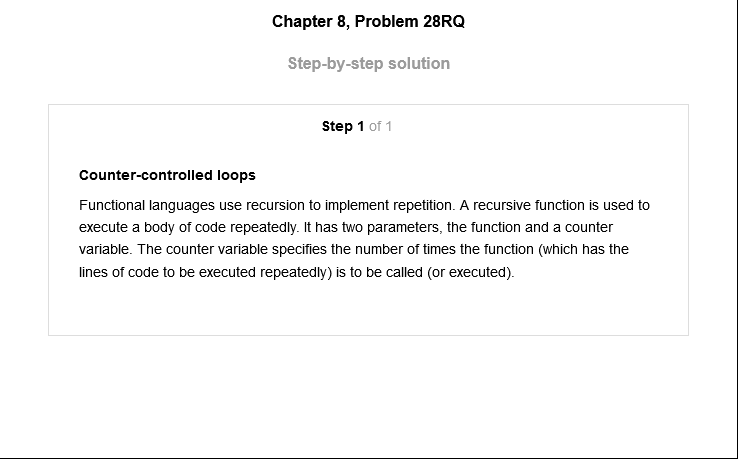 Chapter 8, Problem 28RQ
Step-by-step solution
Step 1 of 1
Counter-controlled loops
Functional languages use recursion to implement repetition. A recursive function is used to
execute a body of code repeatedly. It has two parameters, the function and a counter
variable. The counter variable specifies the number of times the function (which has the
lines of code to be executed repeatedly) is to be called (or executed).